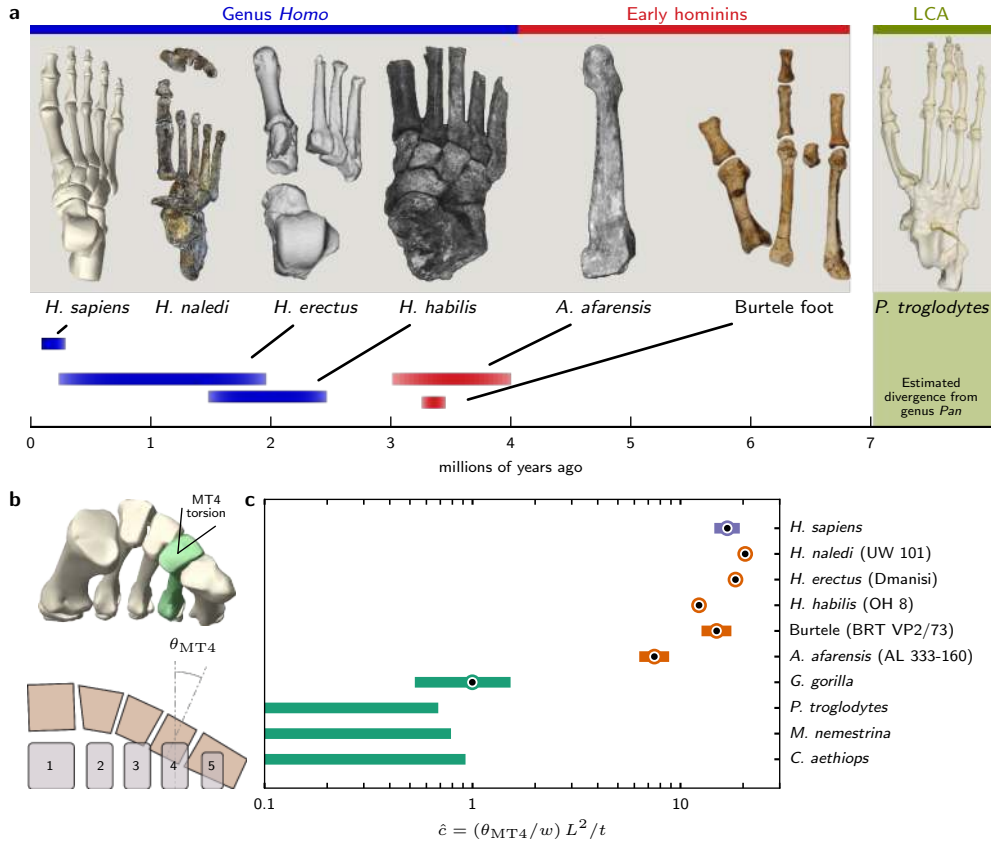 a
Genus Homo
Early hominins
LCA
H. sapiens
H. naledi
H. erectus
H. habilis
A. afarensis
Burtele foot
P. troglodytes
Estimated
divergence from
genus Pan
0
1
2
3
4
5
6
7
millions of years ago
b
MT4
torsion
θMT4
1
2
3
4
5
c
H. sapiens
H. naledi (UW 101)
H. erectus (Dmanisi)
H. habilis (OH 8)
Burtele (BRT VP2/73)
A. afarensis (AL 333-160)
G. gorilla
P. troglodytes
M. nemestrina
C. aethiops
0.1
1
10
ĉ = (θMT4/w) L²/t